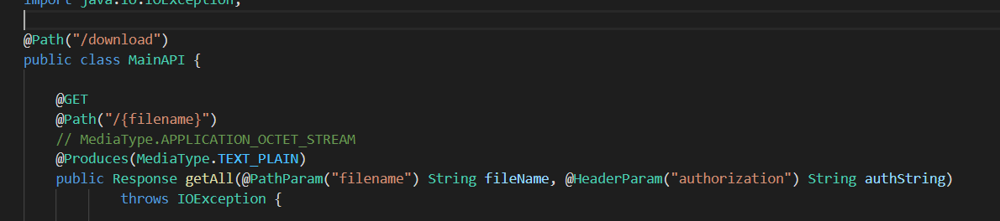 import java.io.IOException;
@Path("/download")
public class MainAPI {
@GET
@Path("/{filename}")
// MediaType.APPLICATION_OCTET_STREAM
@Produces(MediaType.TEXT_PLAIN)
public Response getAll(@PathParam("filename") String fileName, @HeaderParam("authorization") String authString)
throws IOException {